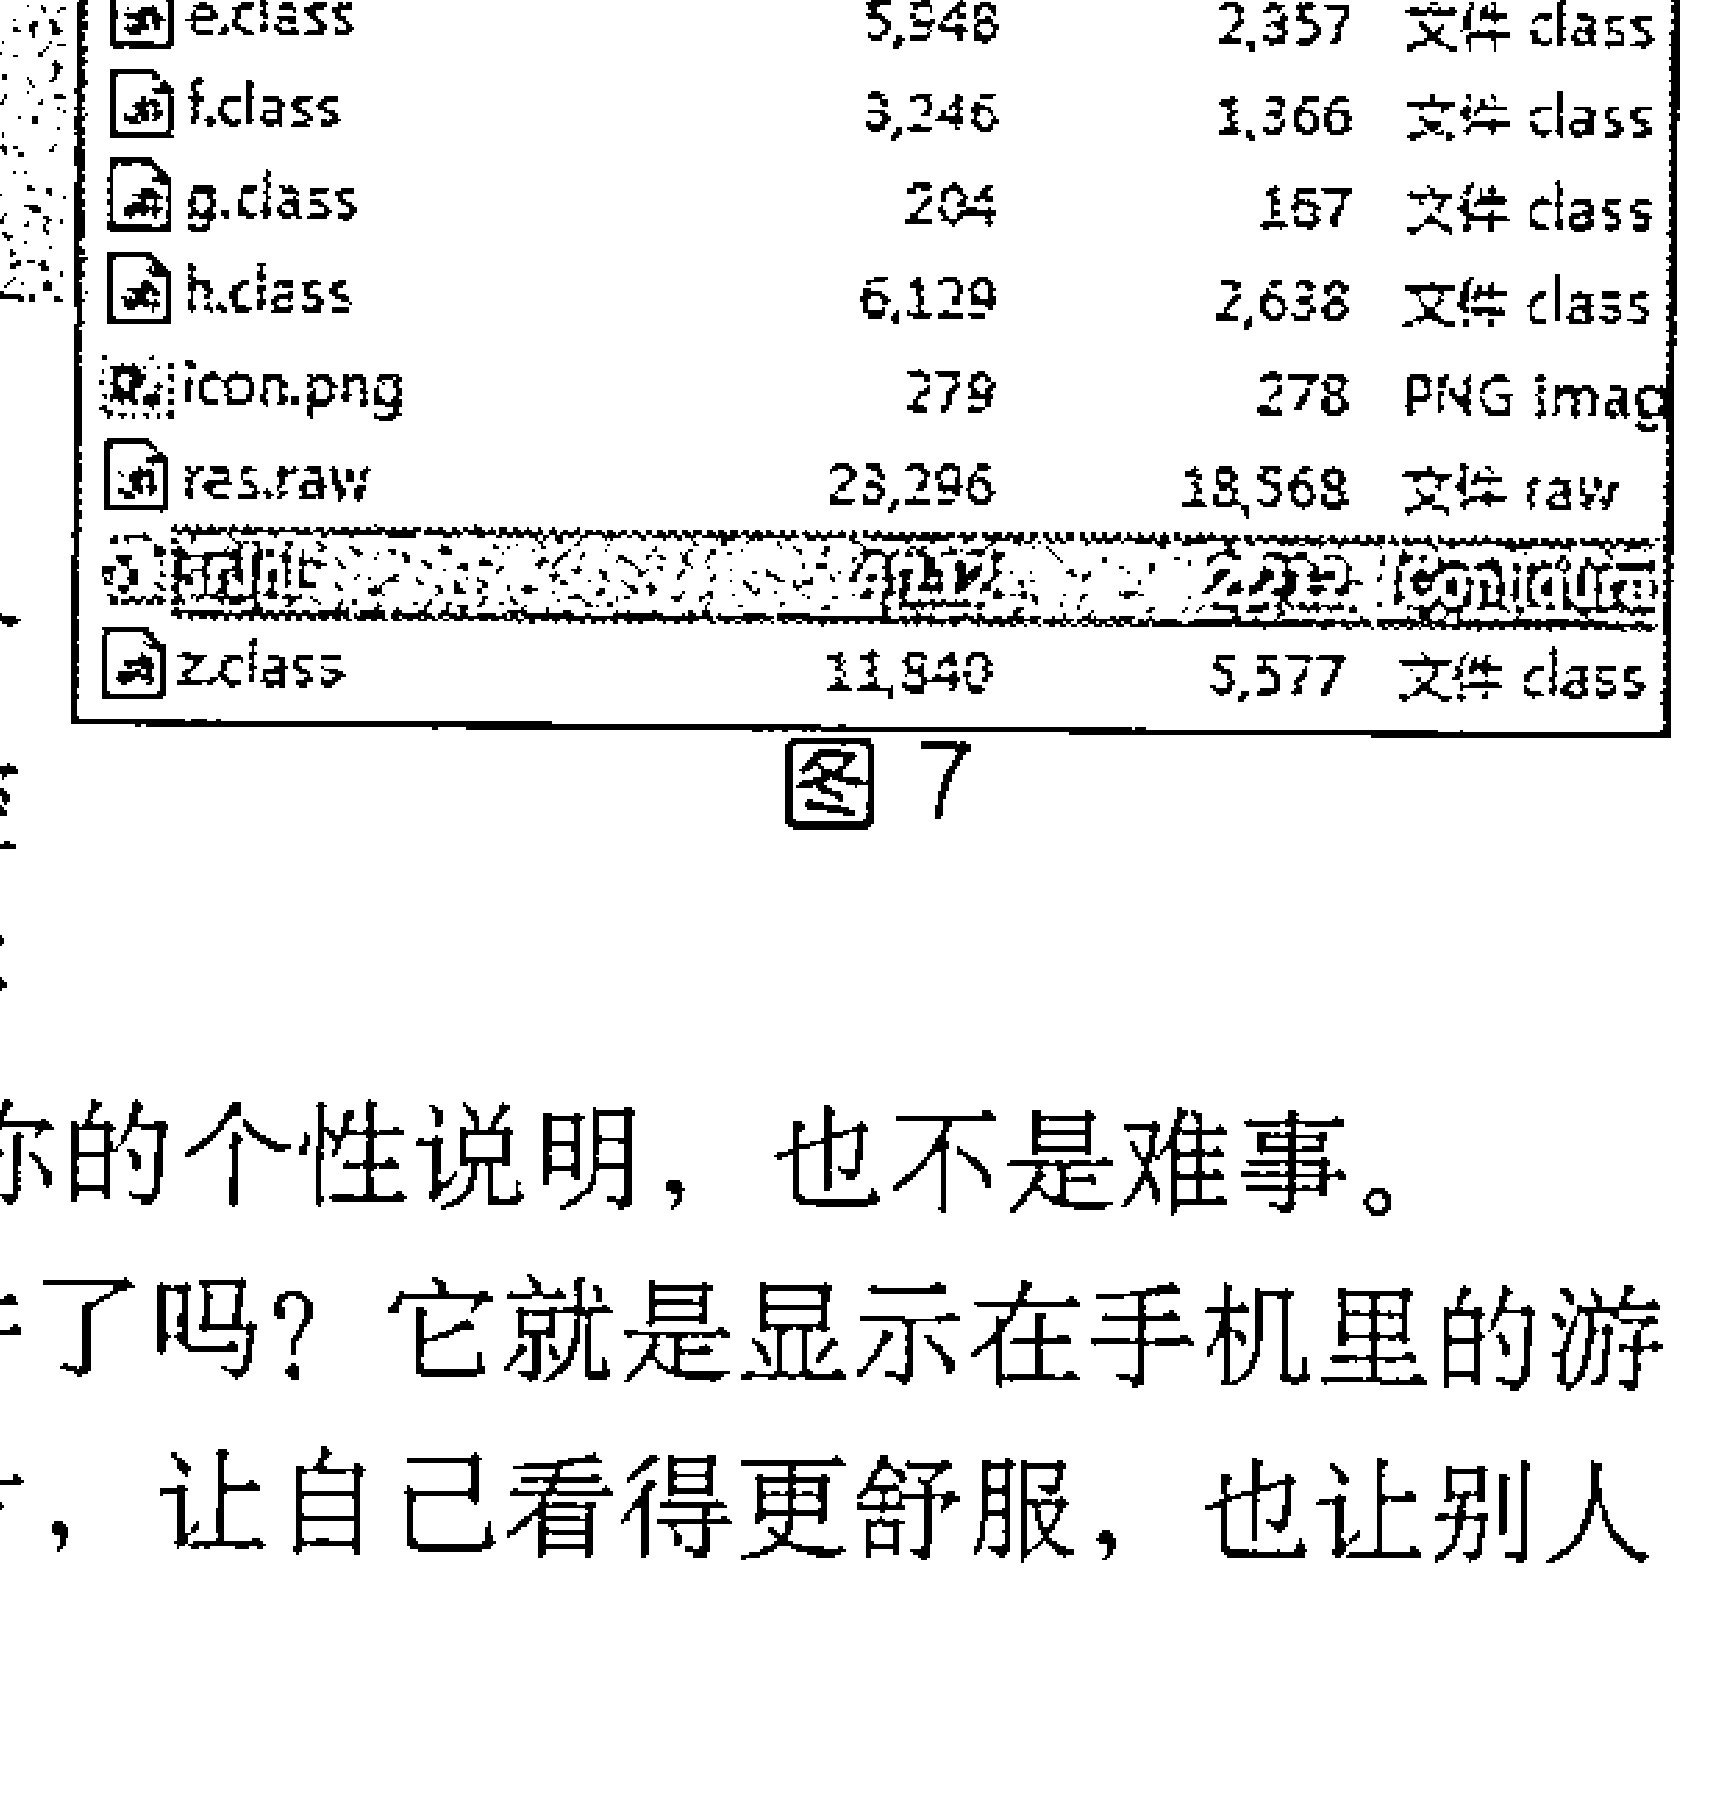 e.class 5,948 2,357 文件 class
f.class 3,246 1,366 文件 class
g.class 204 167 文件 class
h.class 6,129 2,638 文件 class
icon.png 279 278 PNG imag
ras.raw 23,296 18,568 文件 raw
z.class 11,840 5,577 文件 class
图 7
你的个性说明，也不是难事。
了吗？它就是显示在手机里的游
，让自己看得更舒服，也让别人